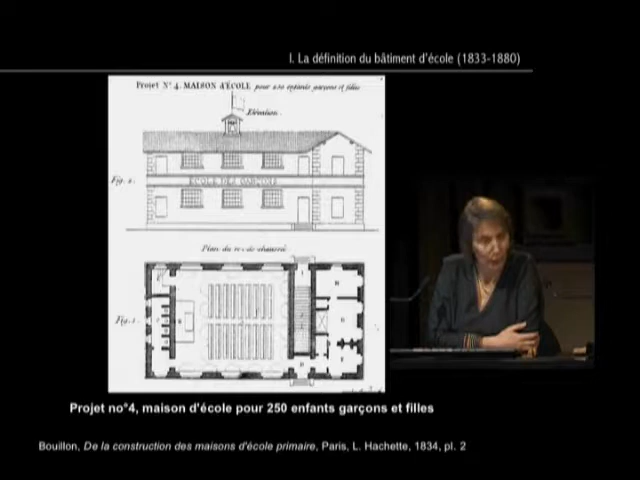 I. La définition du bâtiment d'école (1833-1880)
Projet N° 4. MAISON d'ÉCOLE pour 250 enfants garçons et filles
Élévation.
Fig. 2.
ÉCOLE DES GARÇONS
Plan du rez-de-chaussée
Fig. 1.
Projet no°4, maison d'école pour 250 enfants garçons et filles
Bouillon, De la construction des maisons d'école primaire, Paris, L. Hachette, 1834, pl. 2